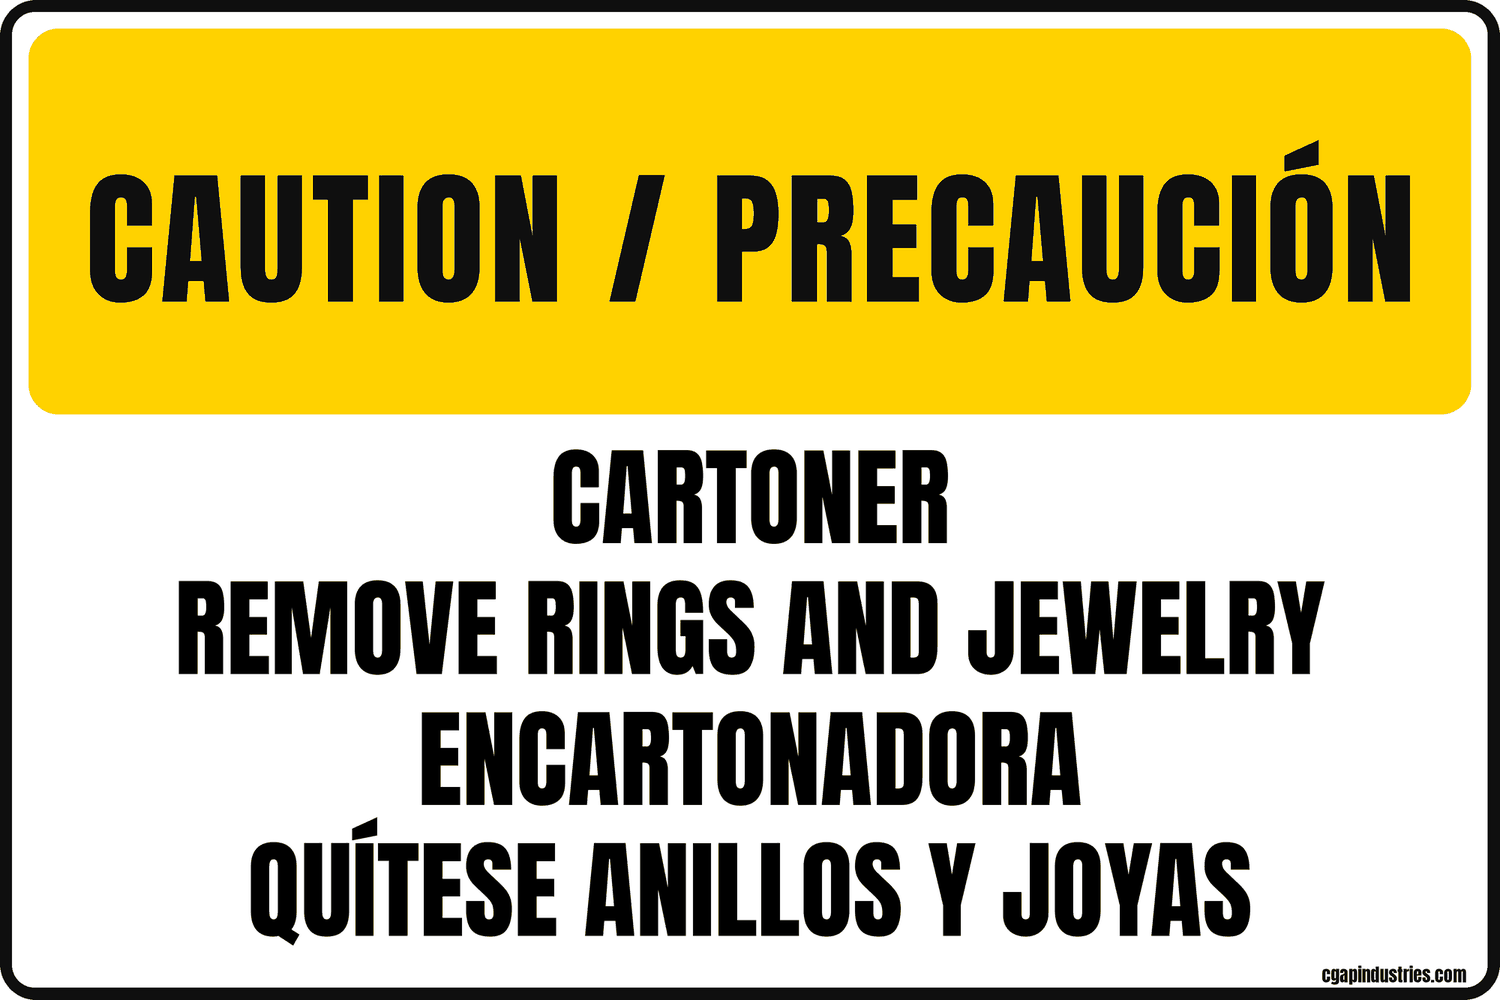 CAUTION / PRECAUCIÓN
CARTONER
REMOVE RINGS AND JEWELRY
ENCARTONADORA
QUÍTESE ANILLOS Y JOYAS
cgapindustries.com